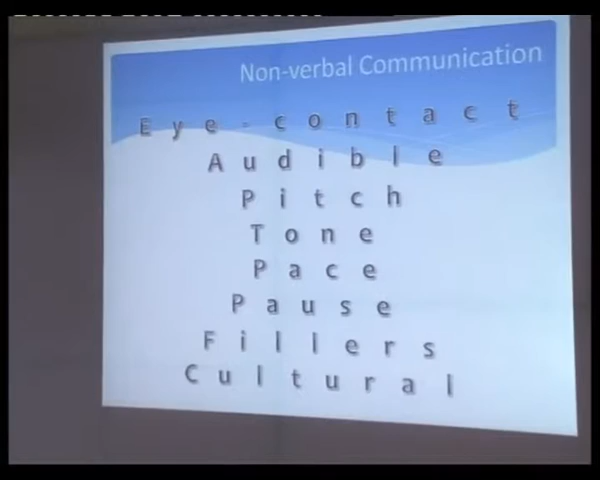 Non-verbal Communication
Eye-contact
Audible
Pitch
Tone
Pace
Pause
Fillers
Cultural